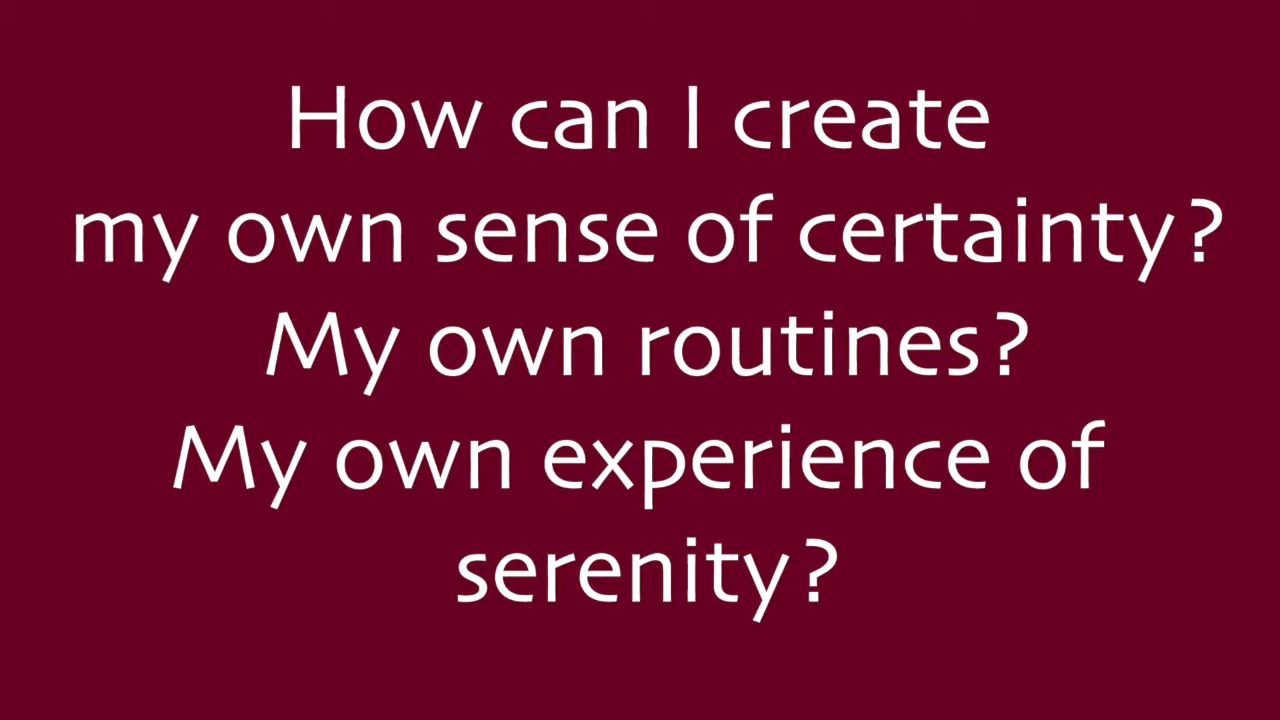 How can I create
my own sense of certainty?
My own routines?
My own experience of
serenity?